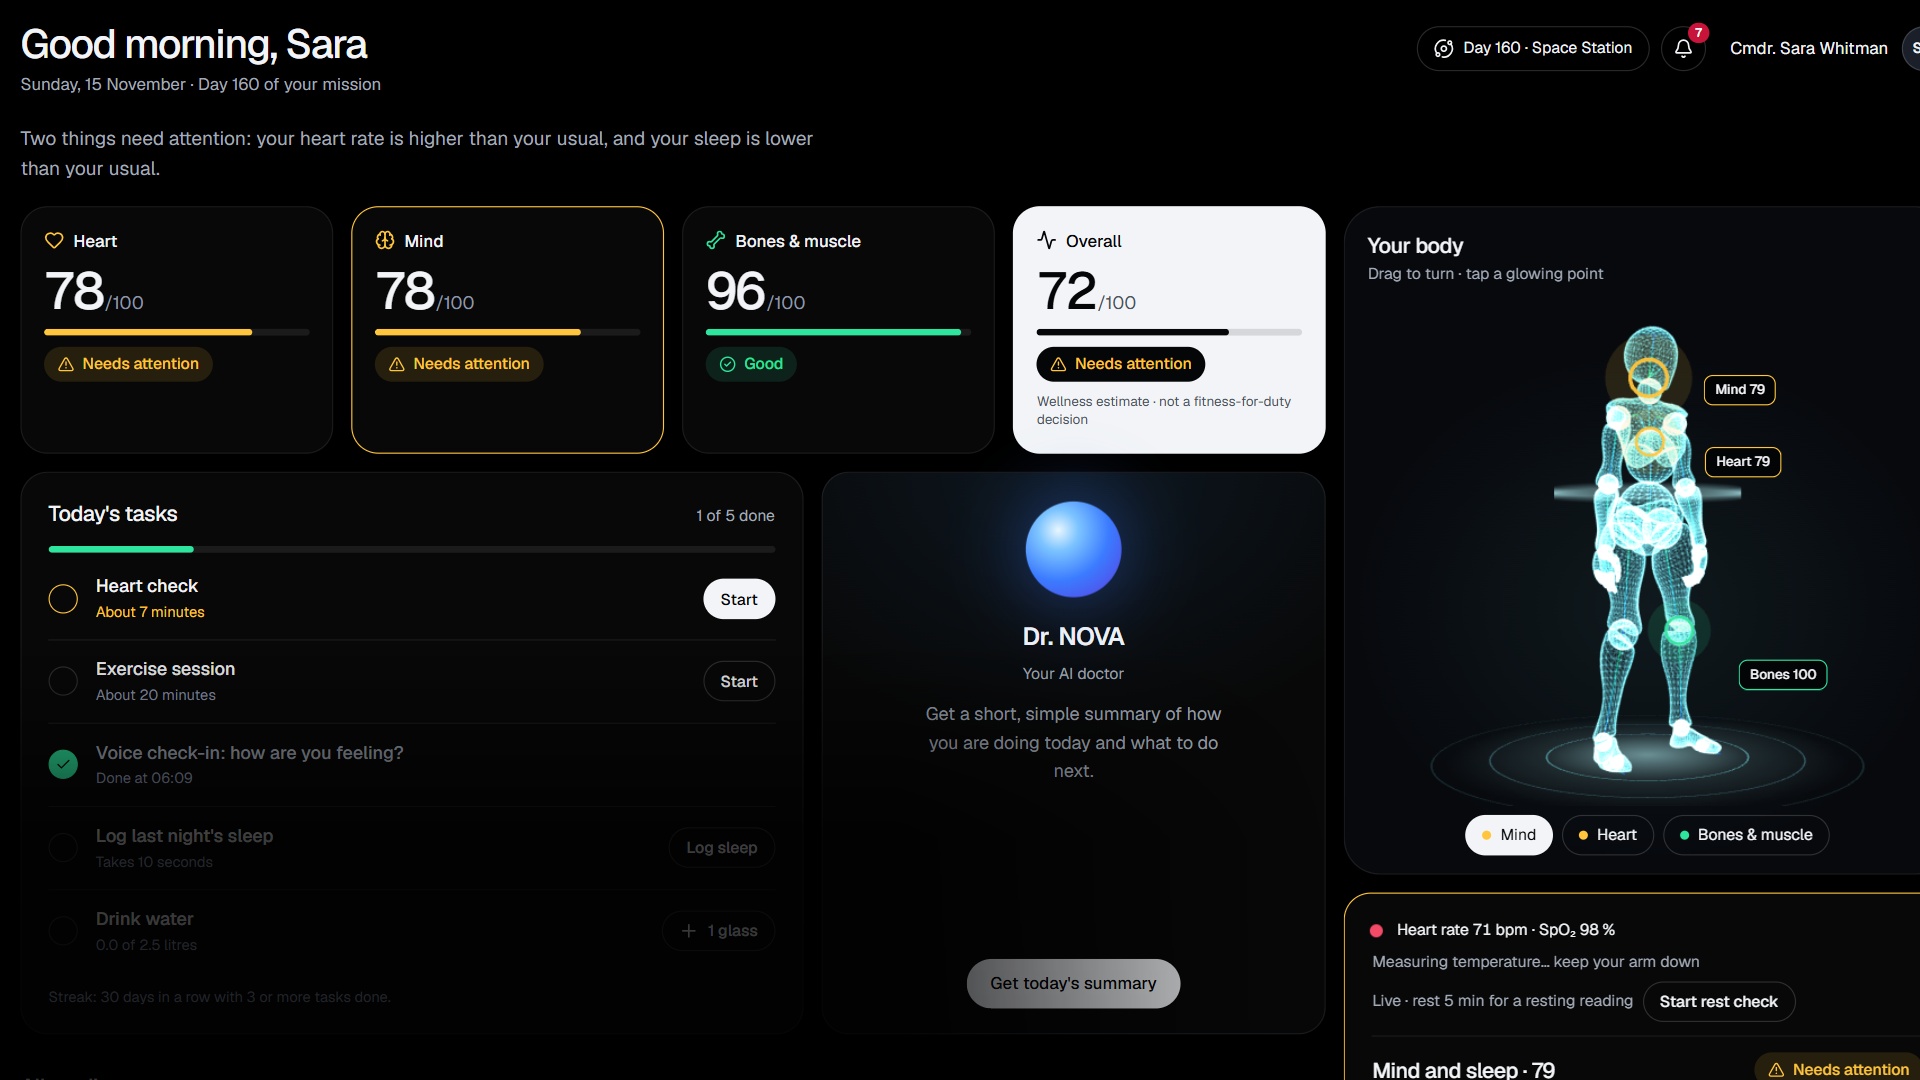 Good morning, Sara
Sunday, 15 November · Day 160 of your mission
Day 160 · Space Station
7
Cmdr. Sara Whitman
Two things need attention: your heart rate is higher than your usual, and your sleep is lower
than your usual.
Heart
78/100
Needs attention
Mind
78/100
Needs attention
Bones & muscle
96/100
Good
Overall
72/100
Needs attention
Wellness estimate · not a fitness-for-duty
decision
Your body
Drag to turn · tap a glowing point
Mind 79
Heart 79
Bones 100
Mind
Heart
Bones & muscle
Today's tasks
1 of 5 done
Heart check
About 7 minutes
Start
Exercise session
About 20 minutes
Start
Voice check-in: how are you feeling?
Done at 06:09
Log last night's sleep
Takes 10 seconds
Log sleep
Drink water
0.0 of 2.5 litres
+ 1 glass
Streak: 30 days in a row with 3 or more tasks done.
Dr. NOVA
Your AI doctor
Get a short, simple summary of how
you are doing today and what to do
next.
Get today's summary
Heart rate 71 bpm · SpO₂ 98 %
Measuring temperature... keep your arm down
Live · rest 5 min for a resting reading
Start rest check
Mind and sleep · 79
Needs attention